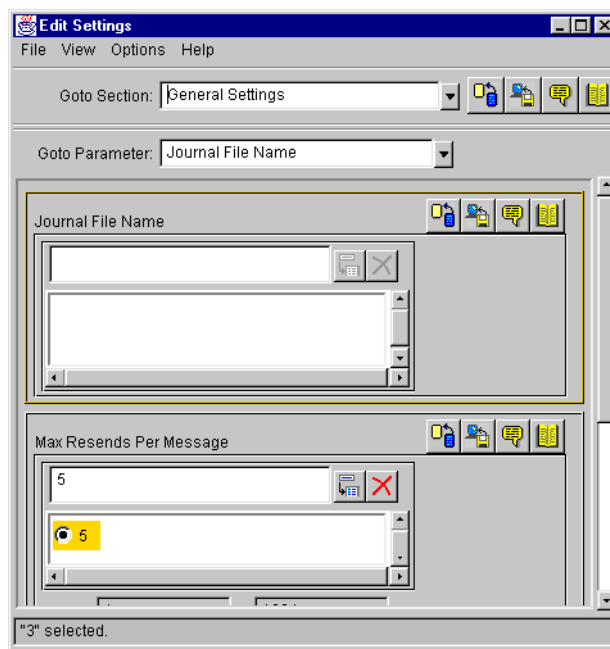 Edit Settings
File View Options Help
Goto Section: General Settings
Goto Parameter: Journal File Name
Journal File Name
Max Resends Per Message
5
5
"3" selected.